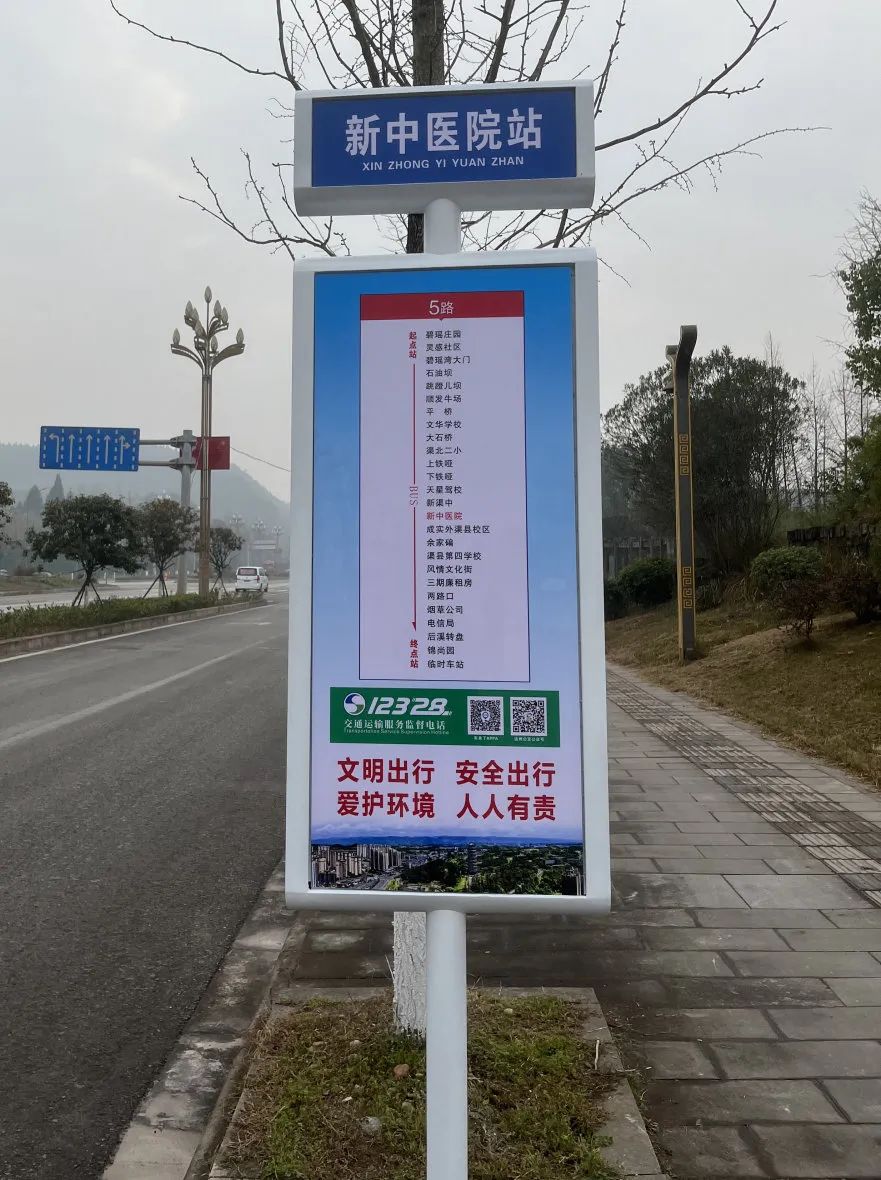 新中医院站
XIN ZHONG YI YUAN ZHAN
5路
起点站
碧瑶庄园
灵感社区
碧瑶湾大门
石油坝
跳蹬儿坝
顺发牛场
平 桥
文华学校
大石桥
渠北二小
上铁哑
下铁哑
天星驾校
BUS
新渠中
新中医院
成实外渠县校区
余家碥
渠县第四学校
风情文化街
三期廉租房
两路口
烟草公司
电信局
后溪转盘
终点站
锦尚园
临时车站
12328
交通运输服务监督电话
Transportation Service Supervision Hotline
文明出行 安全出行
爱护环境 人人有责